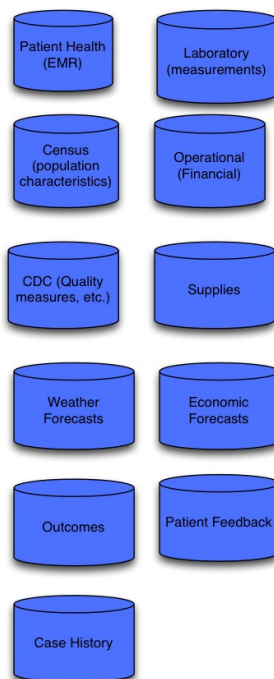 Patient Health
(EMR)
Laboratory
(measurements)
Census
(population
characteristics)
Operational
(Financial)
CDC (Quality
measures, etc.)
Supplies
Weather
Forecasts
Economic
Forecasts
Outcomes
Patient Feedback
Case History